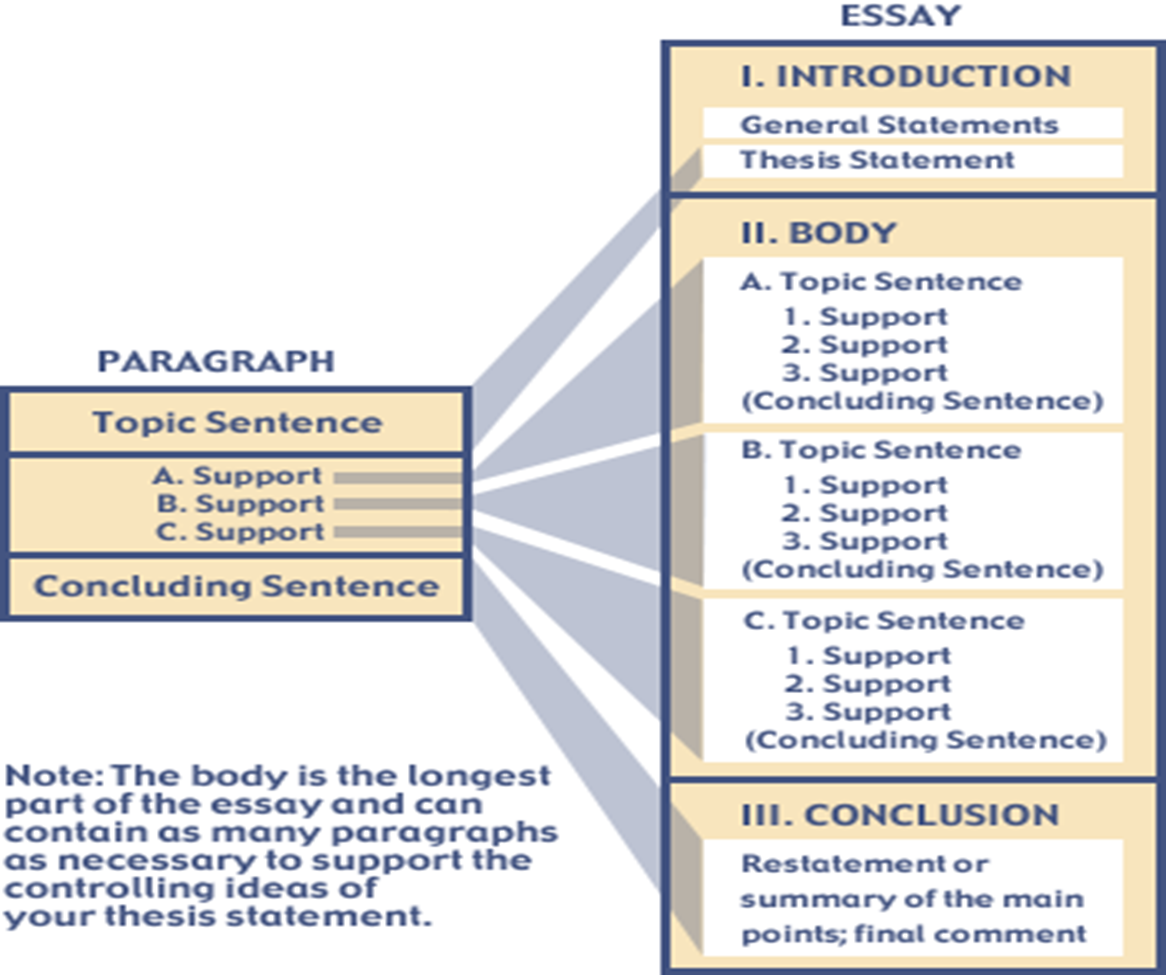 PARAGRAPH
Topic Sentence
A. Support
B. Support
C. Support
Concluding Sentence
Note: The body is the longest
part of the essay and can
contain as many paragraphs
as necessary to support the
controlling ideas of
your thesis statement.
ESSAY
I. INTRODUCTION
General Statements
Thesis Statement
II. BODY
A. Topic Sentence
1. Support
2. Support
3. Support
(Concluding Sentence)
B. Topic Sentence
1. Support
2. Support
3. Support
(Concluding Sentence)
C. Topic Sentence
1. Support
2. Support
3. Support
(Concluding Sentence)
III. CONCLUSION
Restatement or
summary of the main
points; final comment